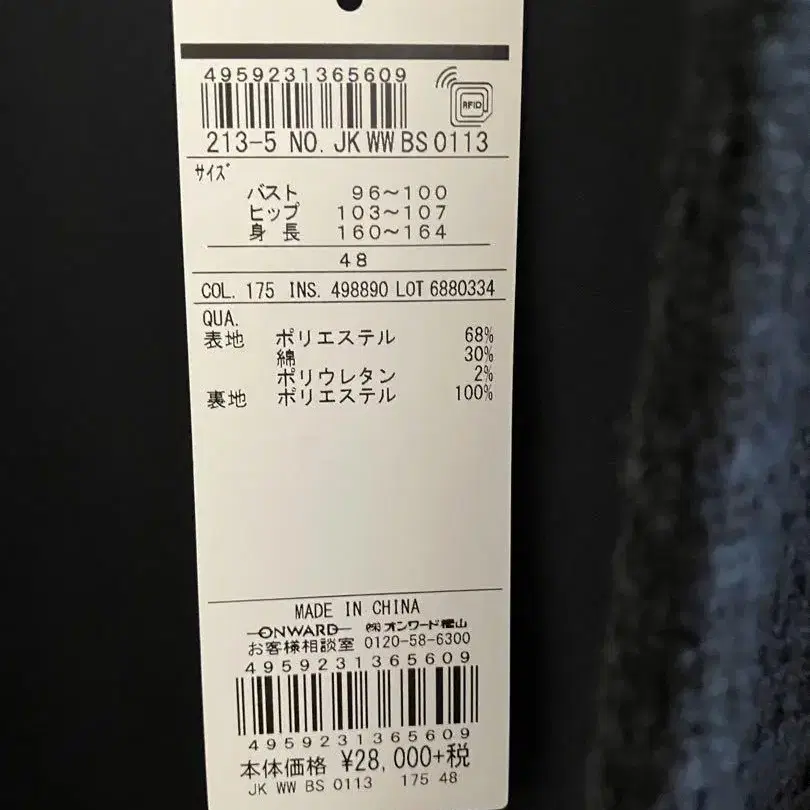 4959231365609
RFID
213-5 NO. JK WW BS 0113
サイズ
バスト 96～100
ヒップ 103～107
身長 160～164
48
COL. 175 INS. 498890 LOT 6880334
QUA.
表地 ポリエステル 68%
綿 30%
ポリウレタン 2%
裏地 ポリエステル 100%
MADE IN CHINA
ONWARD ㈱オンワード樫山
お客様相談室 0120-58-6300
4959231365609
4959231365609
本体価格 ¥28,000+税
JK WW BS 0113 175 48